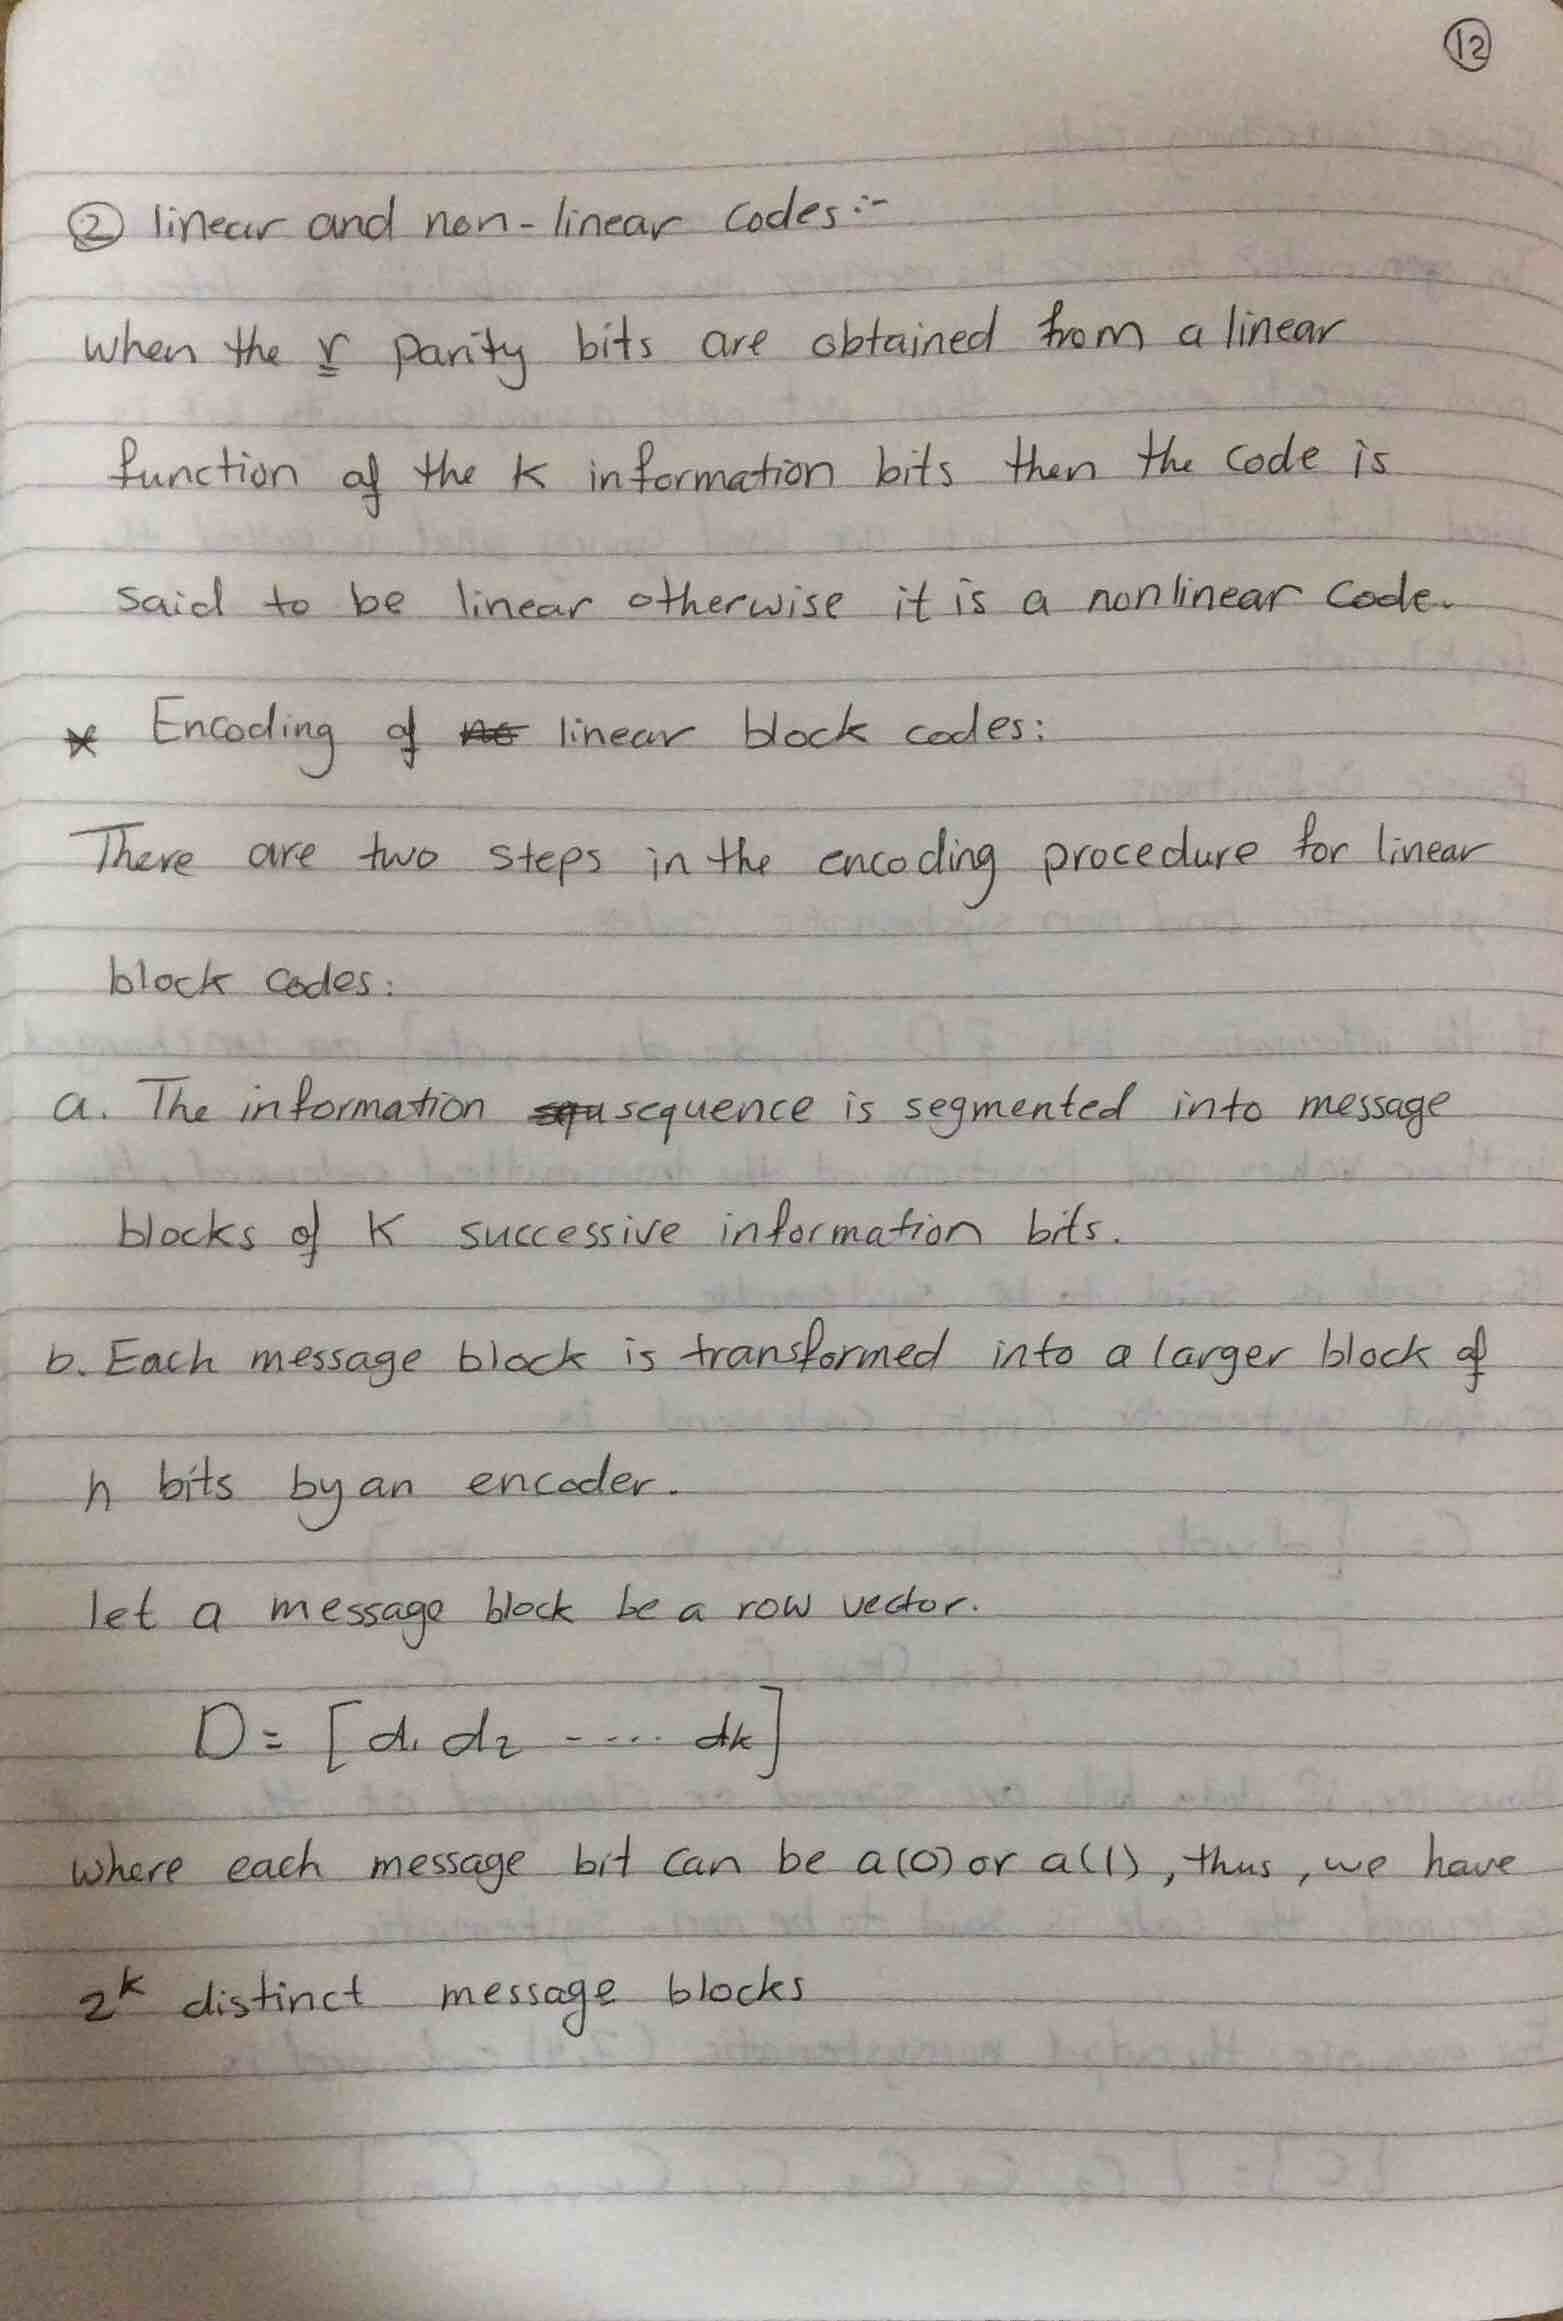 12
② linear and non-linear codes:-
when the r parity bits are obtained from a linear
function of the K information bits then the code is
said to be linear otherwise it is a nonlinear code.
* Encoding of linear block codes:
There are two steps in the encoding procedure for linear
block codes:
a. The information sequence is segmented into message
blocks of K successive information bits.
b. Each message block is transformed into a larger block of
n bits by an encoder.
let a message block be a row vector.
D = [d₁ d₂ ----... dk]
where each message bit can be a(0) or a(1), thus, we have
2ᵏ distinct message blocks